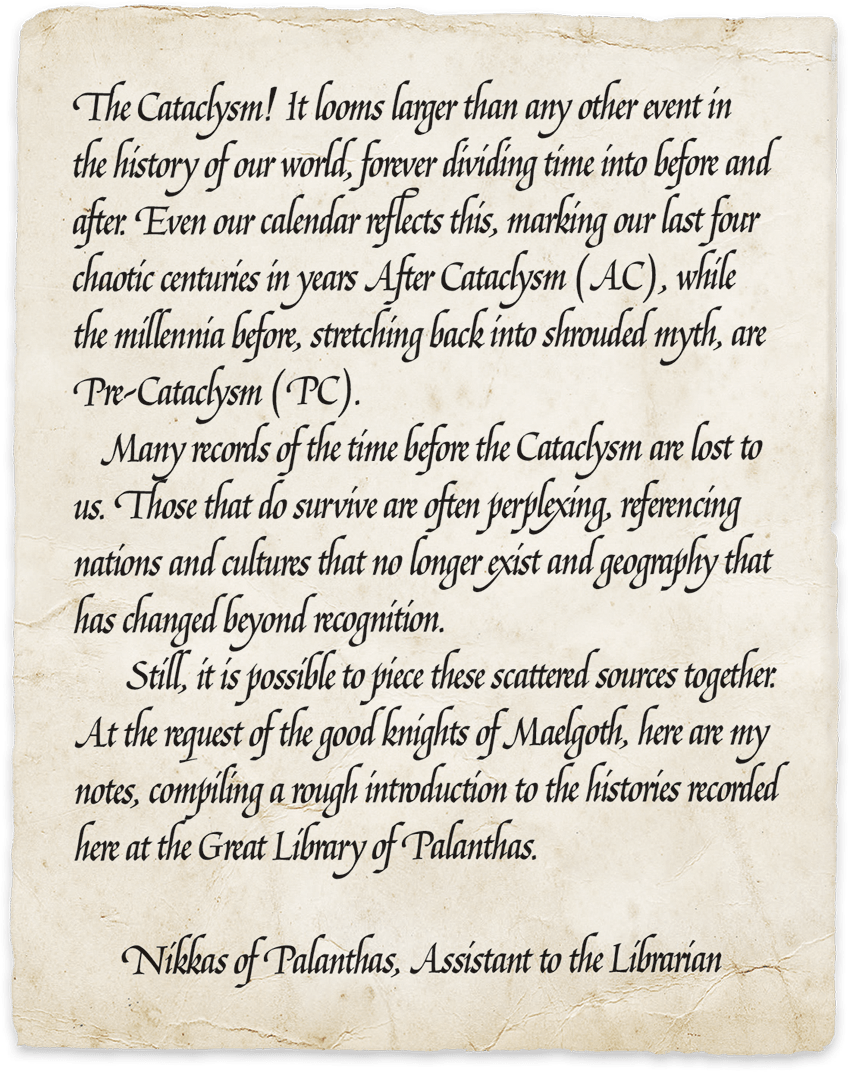 The Cataclysm! It looms larger than any other event in
the history of our world, forever dividing time into before and
after. Even our calendar reflects this, marking our last four
chaotic centuries in years After Cataclysm (AC), while
the millennia before, stretching back into shrouded myth, are
Pre-Cataclysm (PC).
Many records of the time before the Cataclysm are lost to
us. Those that do survive are often perplexing, referencing
nations and cultures that no longer exist and geography that
has changed beyond recognition.
Still, it is possible to piece these scattered sources together.
At the request of the good knights of Maelgoth, here are my
notes, compiling a rough introduction to the histories recorded
here at the Great Library of Palanthas.
Nikkas of Palanthas, Assistant to the Librarian